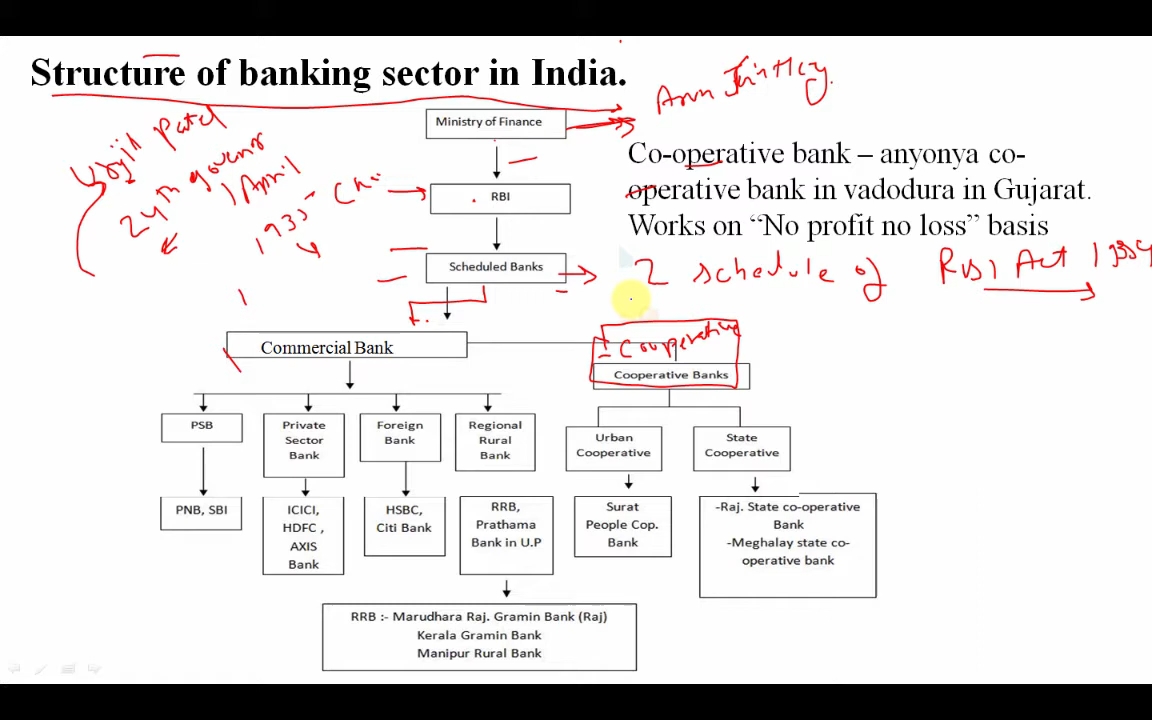 Structure of banking sector in India.
Arun Jaitley
Ministry of Finance
Urjit Patel
24th governor
1 April
1935
RBI
Co-operative bank – anyonya co-
operative bank in vadodura in Gujarat.
Works on “No profit no loss” basis
Scheduled Banks
2 schedule of RBI Act 1934
Commercial Bank
Cooperative
Cooperative Banks
PSB
Private
Sector
Bank
Foreign
Bank
Regional
Rural
Bank
Urban
Cooperative
State
Cooperative
PNB, SBI
ICICI,
HDFC ,
AXIS
Bank
HSBC,
Citi Bank
RRB,
Prathama
Bank in U.P
Surat
People Cop.
Bank
-Raj. State co-operative
Bank
-Meghalay state co-
operative bank
RRB :- Marudhara Raj. Gramin Bank (Raj)
Kerala Gramin Bank
Manipur Rural Bank